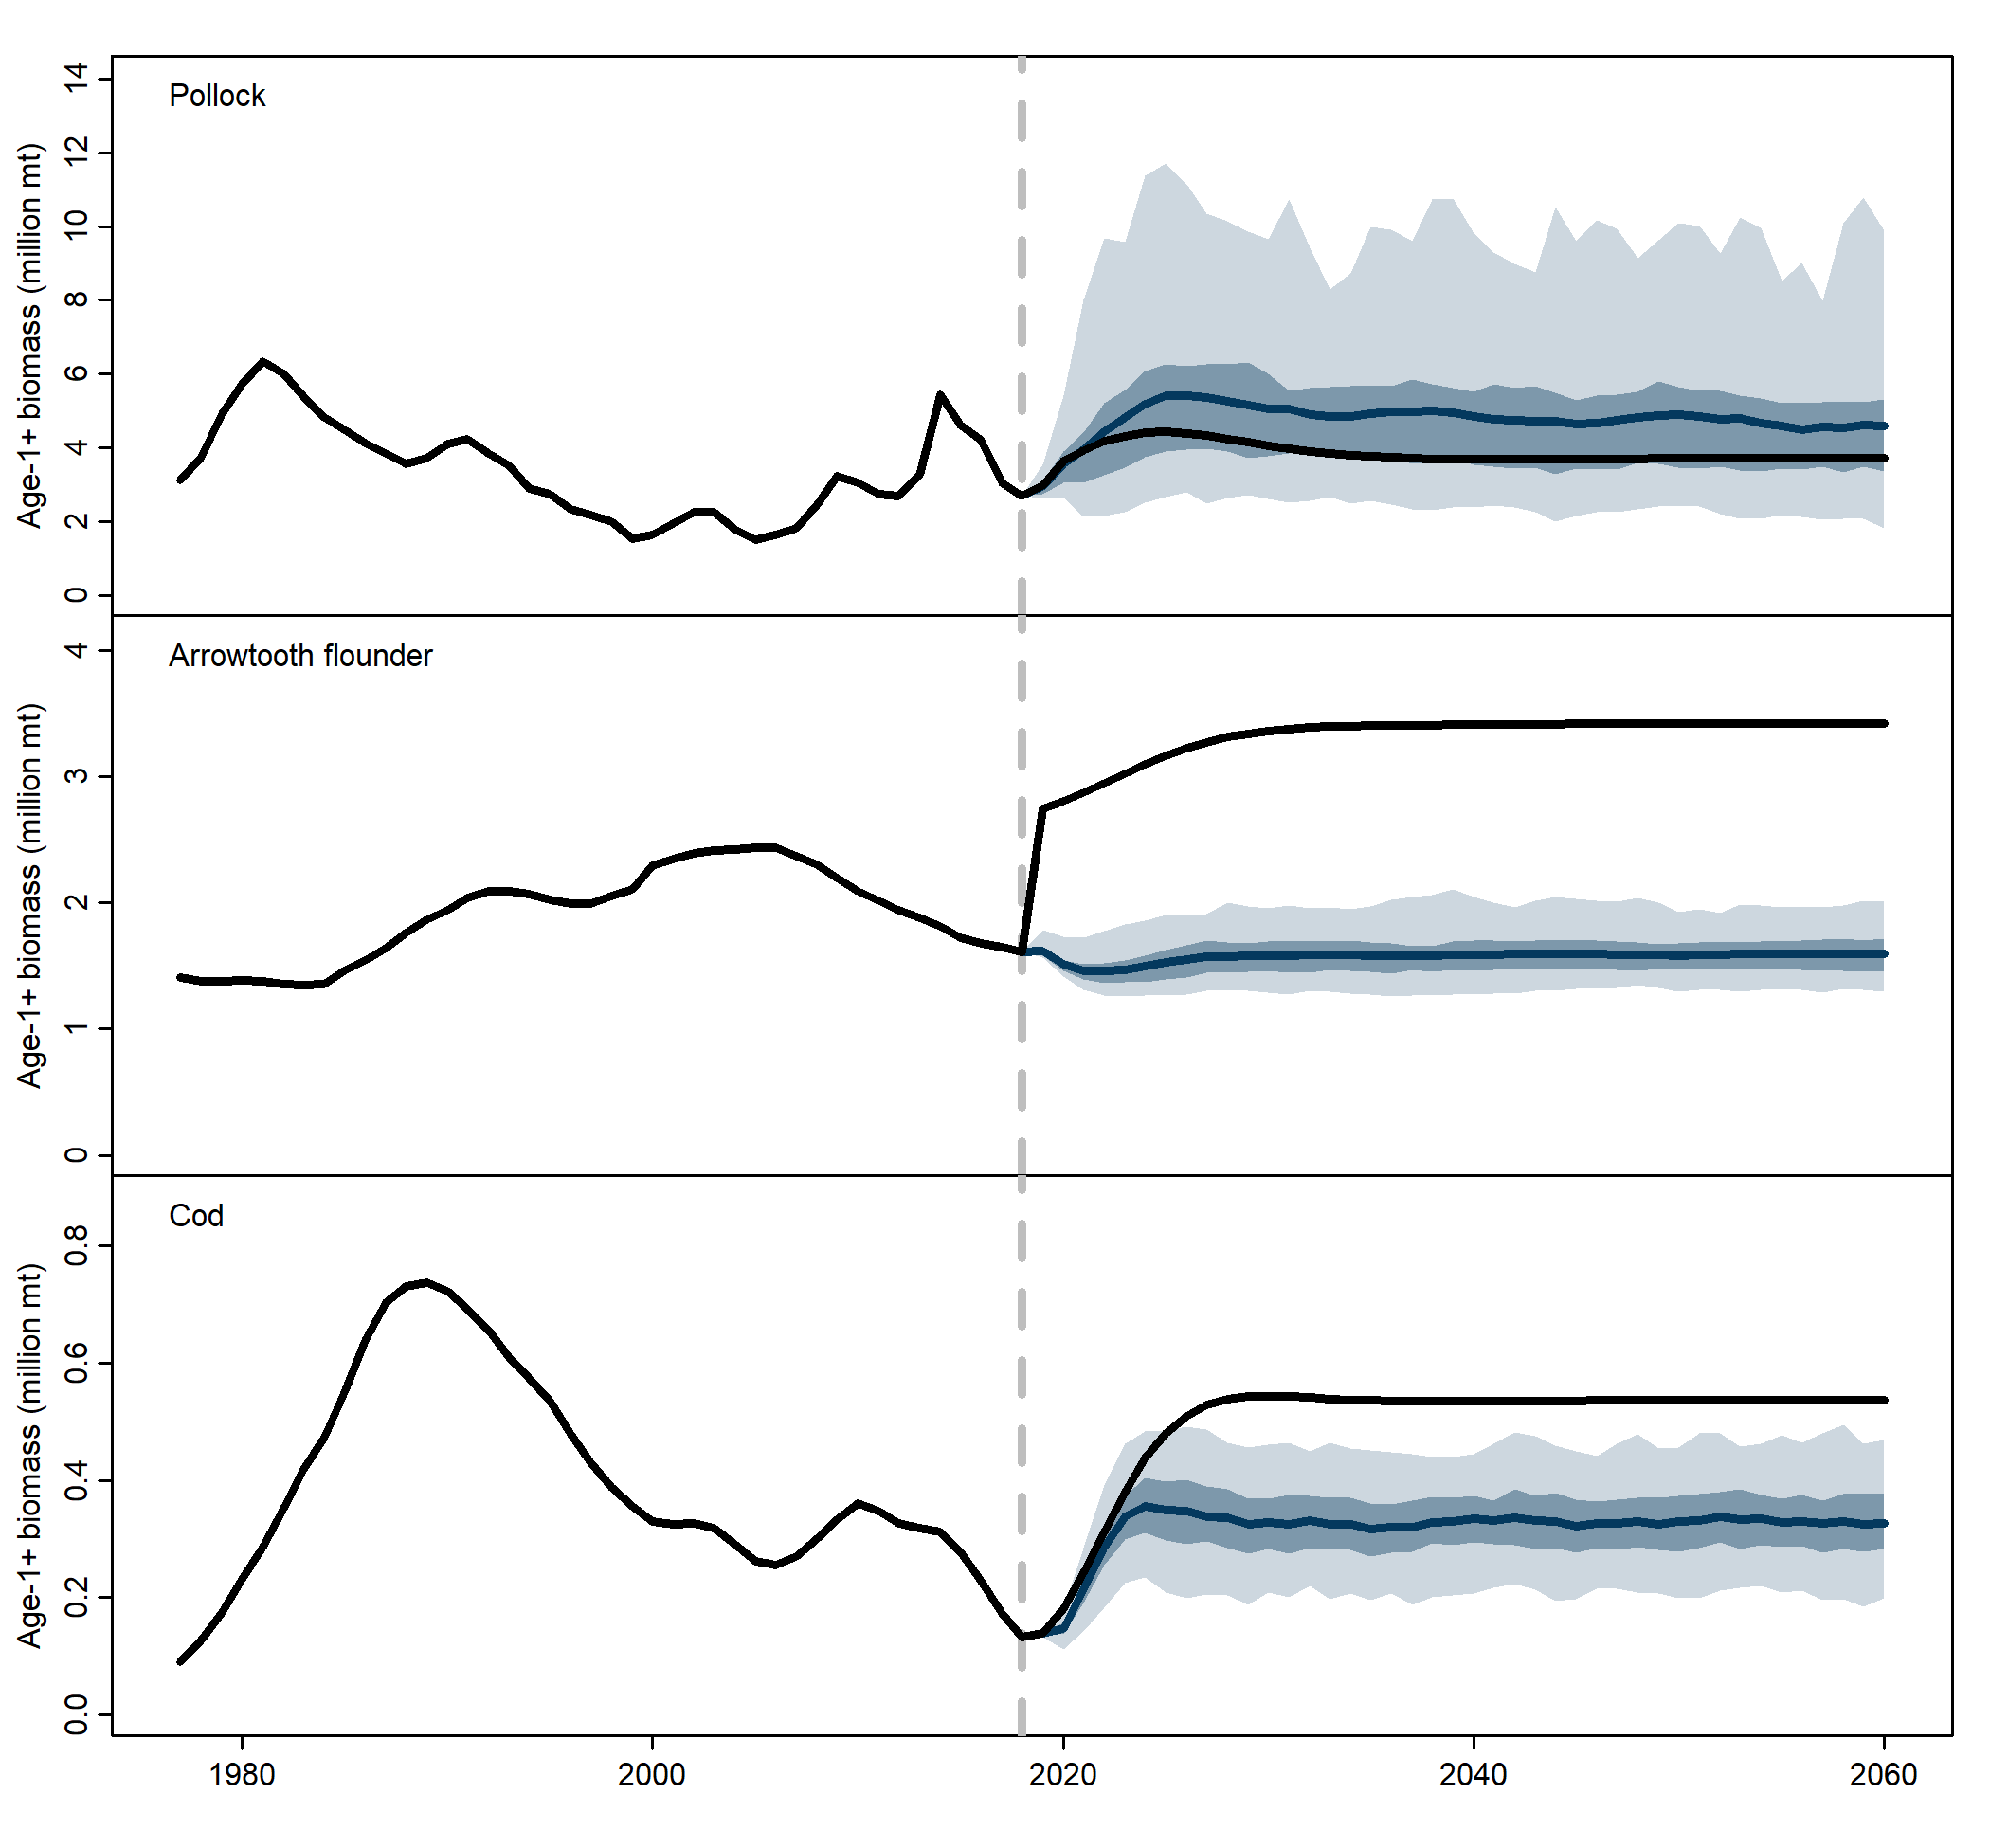 Pollock
Age-1+ biomass (million mt)
14
12
10
8
6
4
2
0
Arrowtooth flounder
Age-1+ biomass (million mt)
4
3
2
1
0
Cod
Age-1+ biomass (million mt)
0.8
0.6
0.4
0.2
0.0
1980 2000 2020 2040 2060